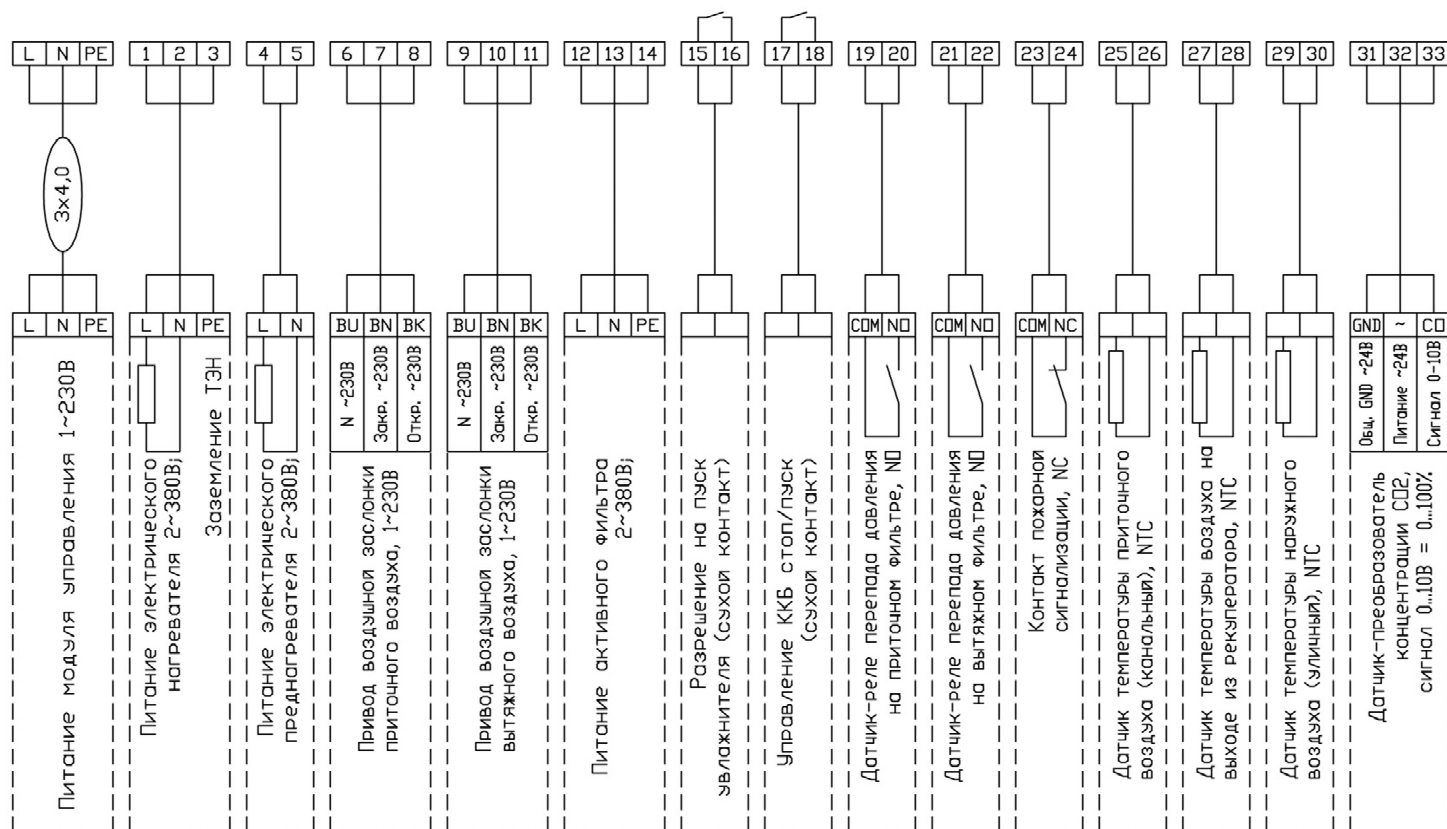 L N PE
1 2 3
4 5
6 7 8
9 10 11
12 13 14
15 16
17 18
19 20
21 22
23 24
25 26
27 28
29 30
31 32 33
3х4,0
L N PE
Питание модуля управления 1~230В
L N PE
Заземление ТЭН
Питание электрического
нагревателя 2~380В;
L N
Питание электрического
преднагревателя 2~380В;
BU BN BK
N ~230В
Закр. ~230В
Откр. ~230В
Привод воздушной заслонки
приточного воздуха, 1~230В
BU BN BK
N ~230В
Закр. ~230В
Откр. ~230В
Привод воздушной заслонки
вытяжного воздуха, 1~230В
L N PE
Питание активного фильтра
2~380В;
Разрешение на пуск
увлажнителя (сухой контакт)
Управление ККБ стоп/пуск
(сухой контакт)
COM NO
Датчик-реле перепада давления
на приточном фильтре, NO
COM NO
Датчик-реле перепада давления
на вытяжном фильтре, NO
COM NC
Контакт пожарной
сигнализации, NC
Датчик температуры приточного
воздуха (канальный), NTC
Датчик температуры воздуха на
выходе из рекуператора, NTC
Датчик температуры наружного
воздуха (уличный), NTC
GND ~ CO
Общ. GND ~24В
Питание ~24В
Сигнал 0-10В
Датчик-преобразователь
концентрации CO2,
сигнал 0...10В = 0...100%